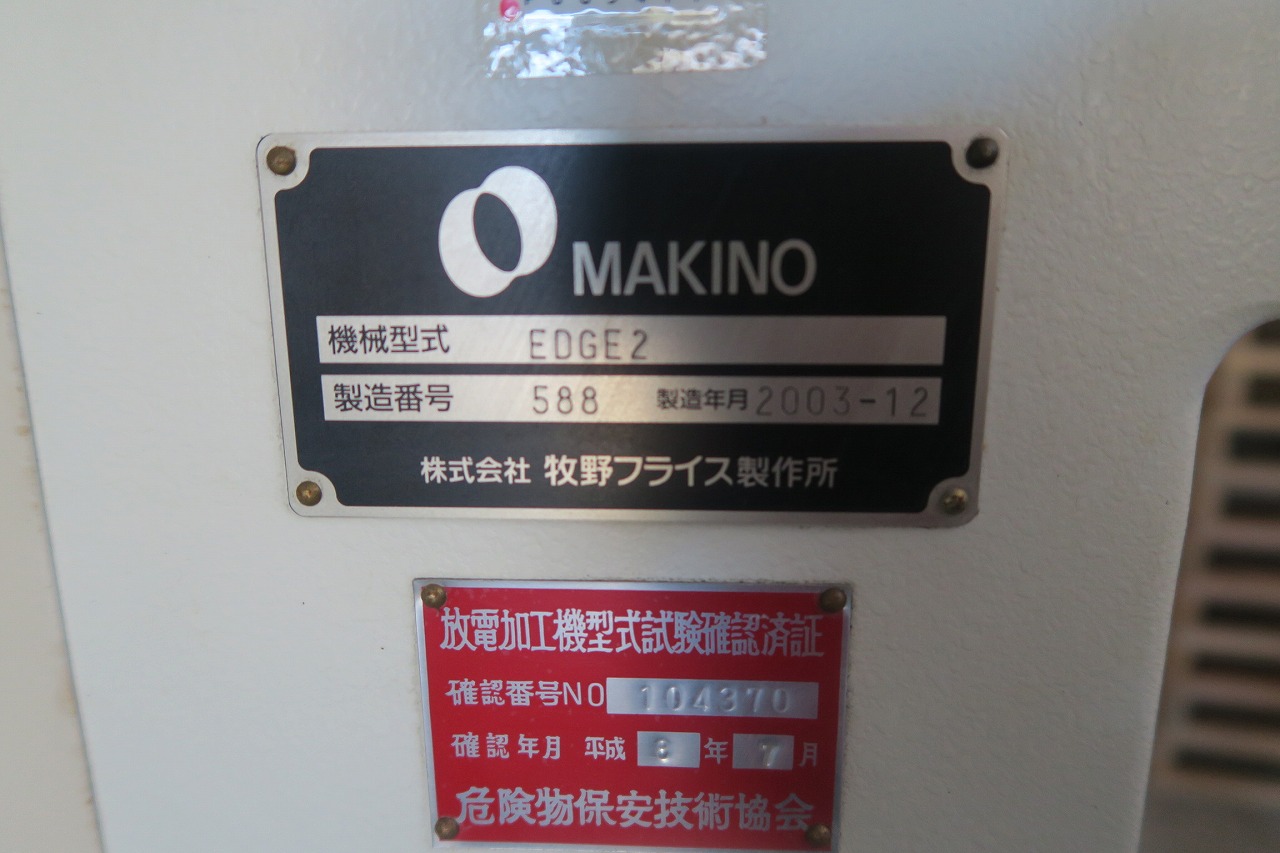 MAKINO
機械型式 EDGE2
製造番号 588 製造年月 2003-12
株式会社 牧野フライス製作所
放電加工機型式試験確認済証
確認番号NO 104370
確認年月 平成 8 年 7 月
危険物保安技術協会